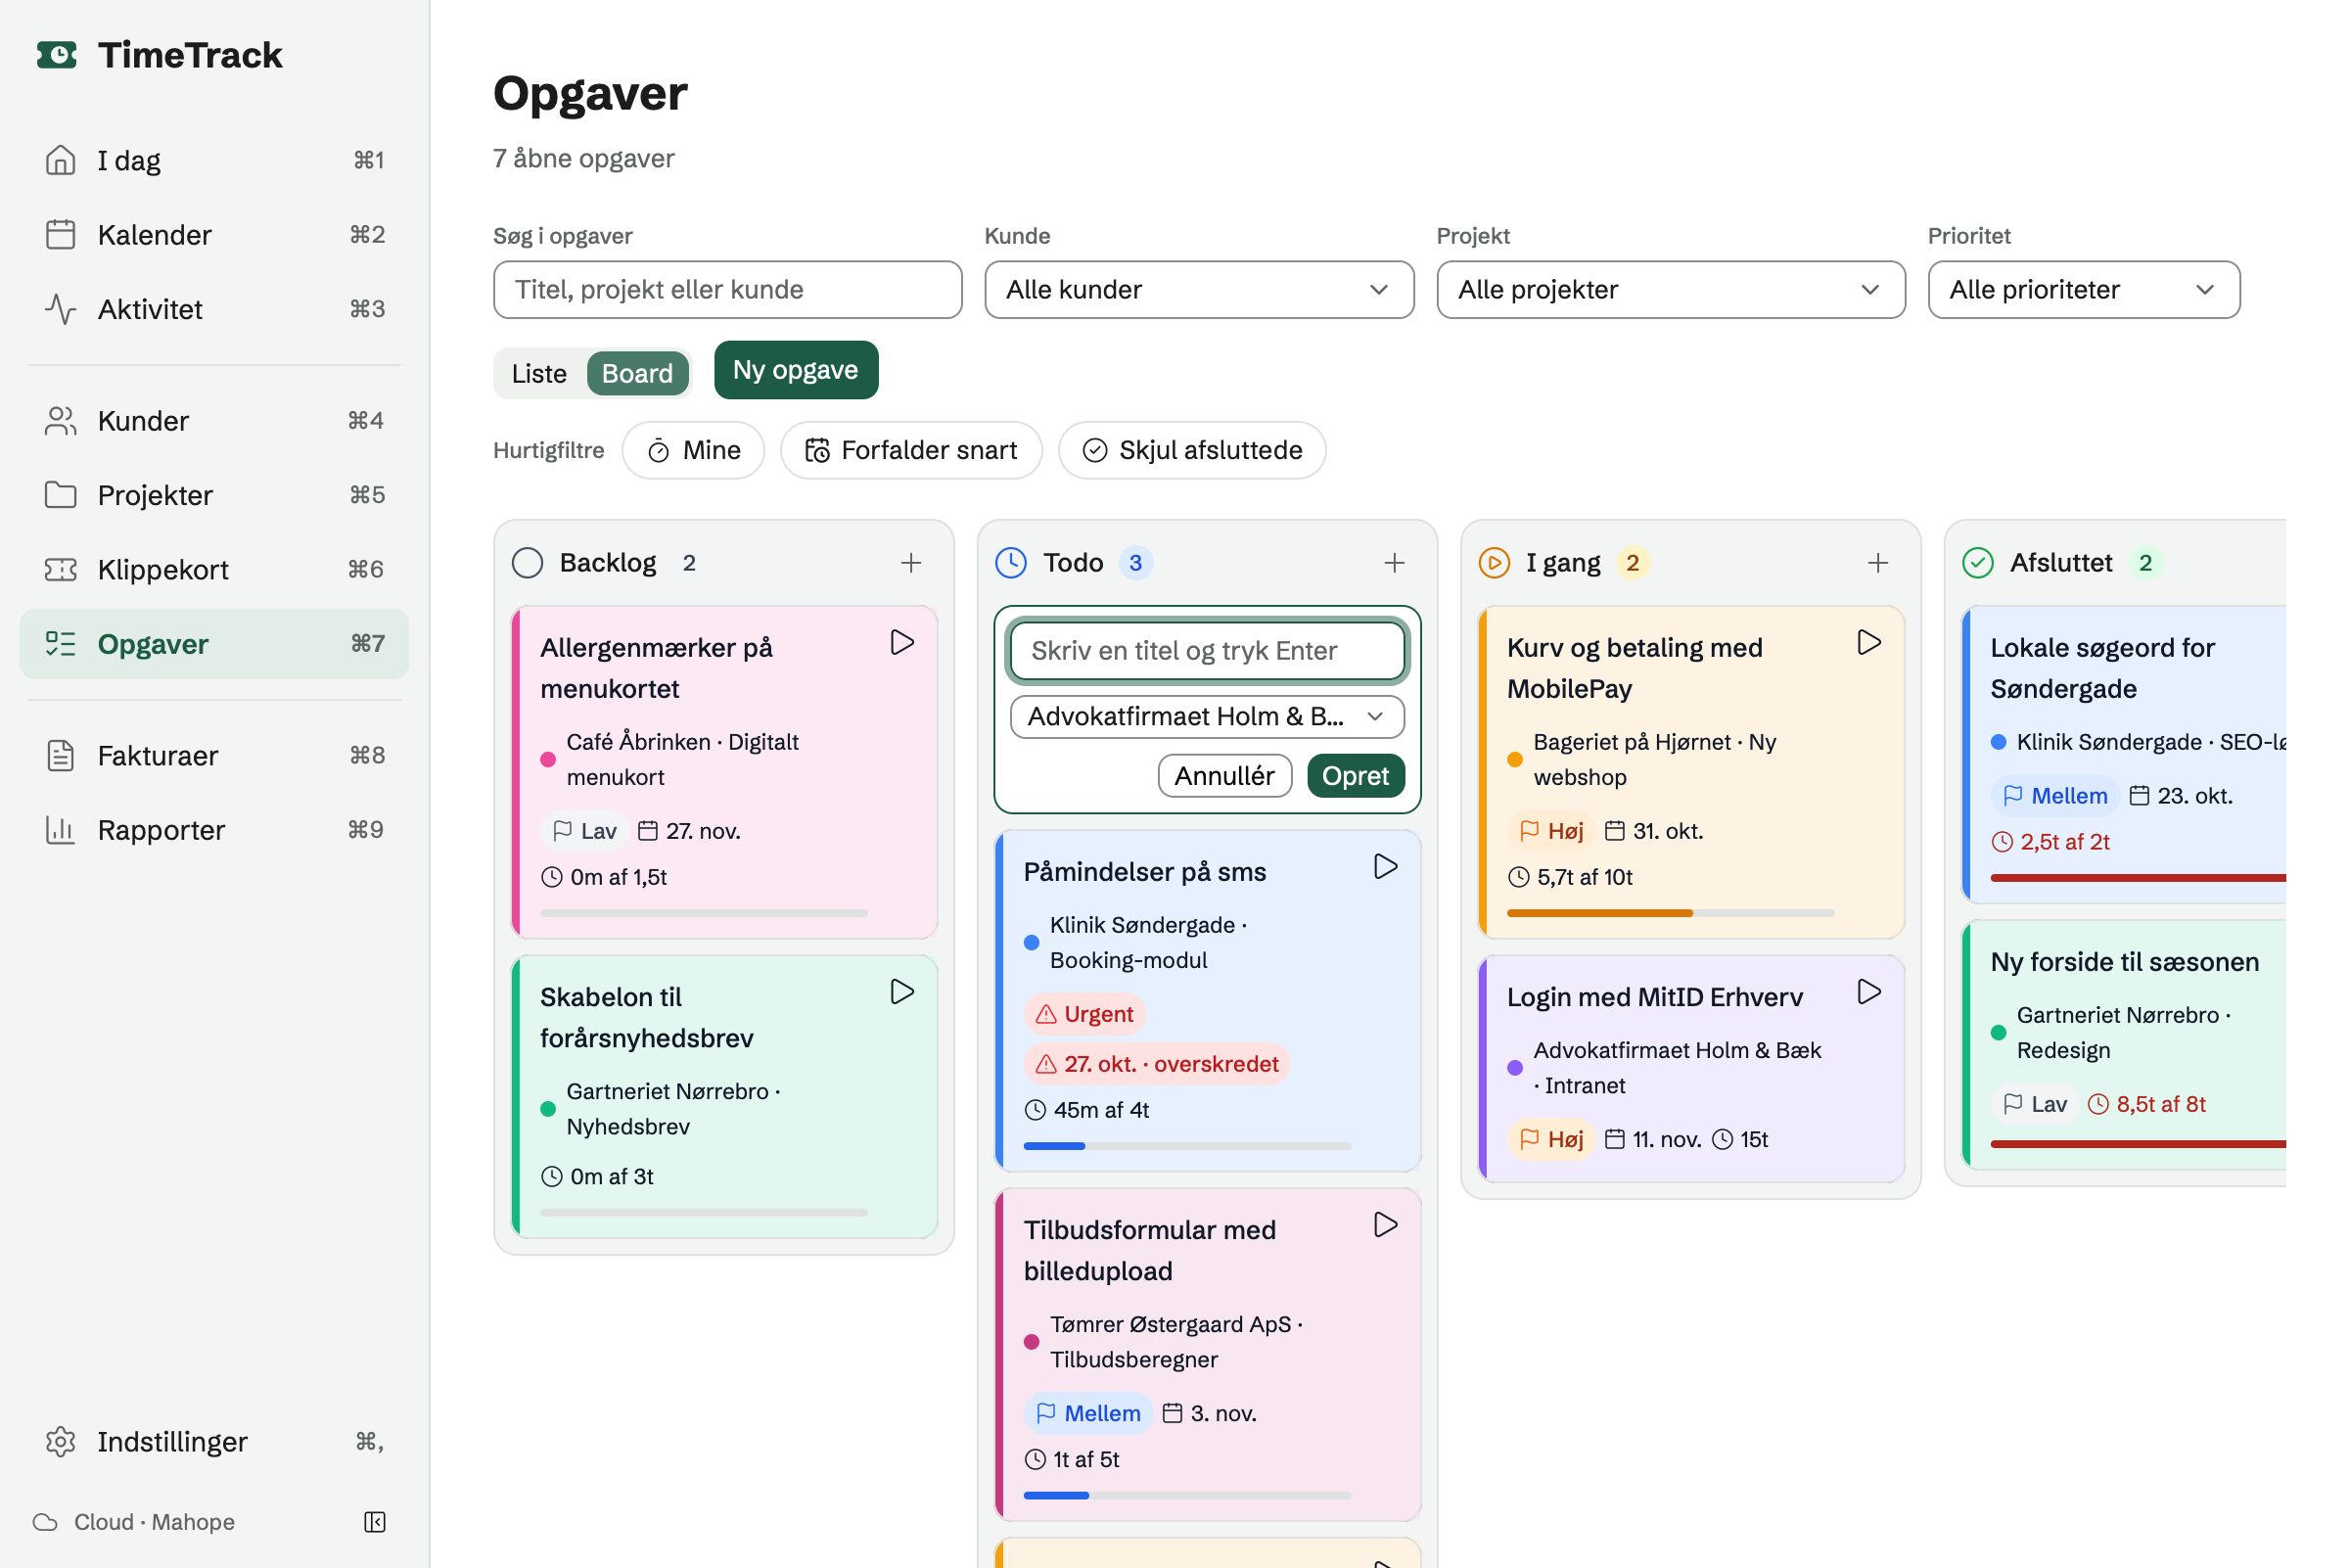 TimeTrack
I dag ⌘1
Kalender ⌘2
Aktivitet ⌘3
Kunder ⌘4
Projekter ⌘5
Klippekort ⌘6
Opgaver ⌘7
Fakturaer ⌘8
Rapporter ⌘9
Indstillinger ⌘,
Cloud · Mahope
Opgaver
7 åbne opgaver
Søg i opgaver
Titel, projekt eller kunde
Kunde
Alle kunder
Projekt
Alle projekter
Prioritet
Alle prioriteter
Liste Board Ny opgave
Hurtigfiltre Mine Forfalder snart Skjul afsluttede
Backlog 2
Allergenmærker på
menukortet
Café Åbrinken · Digitalt
menukort
Lav 27. nov.
0m af 1,5t
Skabelon til
forårsnyhedsbrev
Gartneriet Nørrebro ·
Nyhedsbrev
0m af 3t
Todo 3
Skriv en titel og tryk Enter
Advokatfirmaet Holm & B...
Annullér Opret
Påmindelser på sms
Klinik Søndergade ·
Booking-modul
Urgent
27. okt. · overskredet
45m af 4t
Tilbudsformular med
billedupload
Tømrer Østergaard ApS ·
Tilbudsberegner
Mellem 3. nov.
1t af 5t
I gang 2
Kurv og betaling med
MobilePay
Bageriet på Hjørnet · Ny
webshop
Høj 31. okt.
5,7t af 10t
Login med MitID Erhverv
Advokatfirmaet Holm & Bæk
· Intranet
Høj 11. nov. 15t
Afsluttet 2
Lokale søgeord for
Søndergade
Klinik Søndergade ·
Mellem 23. okt.
2,5t af 2t
Ny forside til sæsonen
Gartneriet Nørrebro ·
Redesign
Lav 8,5t af 8t